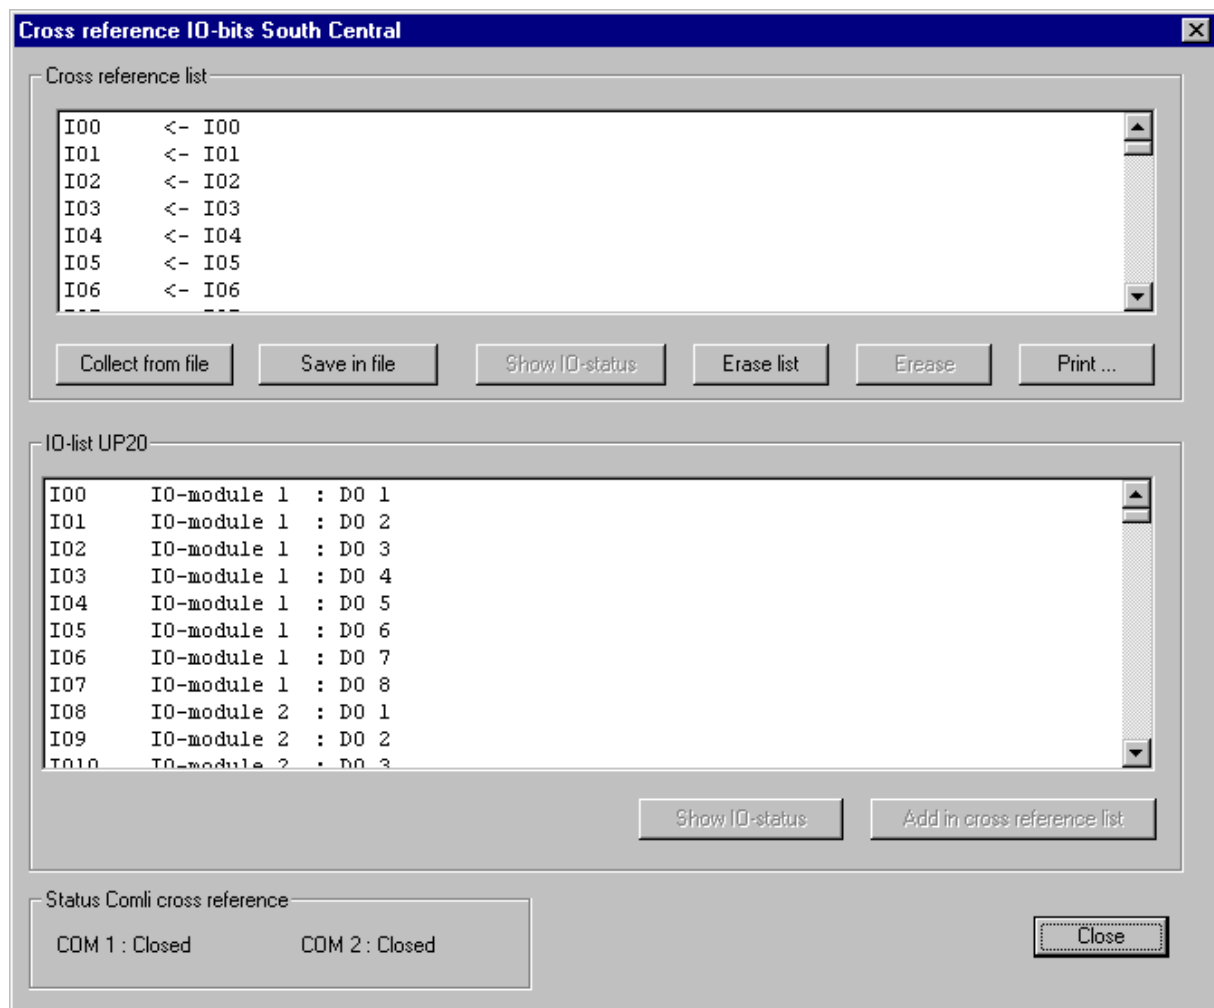 Cross reference IO-bits South Central
Cross reference list
I00 <- I00
I01 <- I01
I02 <- I02
I03 <- I03
I04 <- I04
I05 <- I05
I06 <- I06
Collect from file Save in file Show IO-status Erase list Erease Print ...
IO-list UP20
I00 IO-module 1 : DO 1
I01 IO-module 1 : DO 2
I02 IO-module 1 : DO 3
I03 IO-module 1 : DO 4
I04 IO-module 1 : DO 5
I05 IO-module 1 : DO 6
I06 IO-module 1 : DO 7
I07 IO-module 1 : DO 8
I08 IO-module 2 : DO 1
I09 IO-module 2 : DO 2
I010 IO-module 2 : DO 3
Show IO-status Add in cross reference list
Status Comli cross reference
COM 1 : Closed COM 2 : Closed
Close